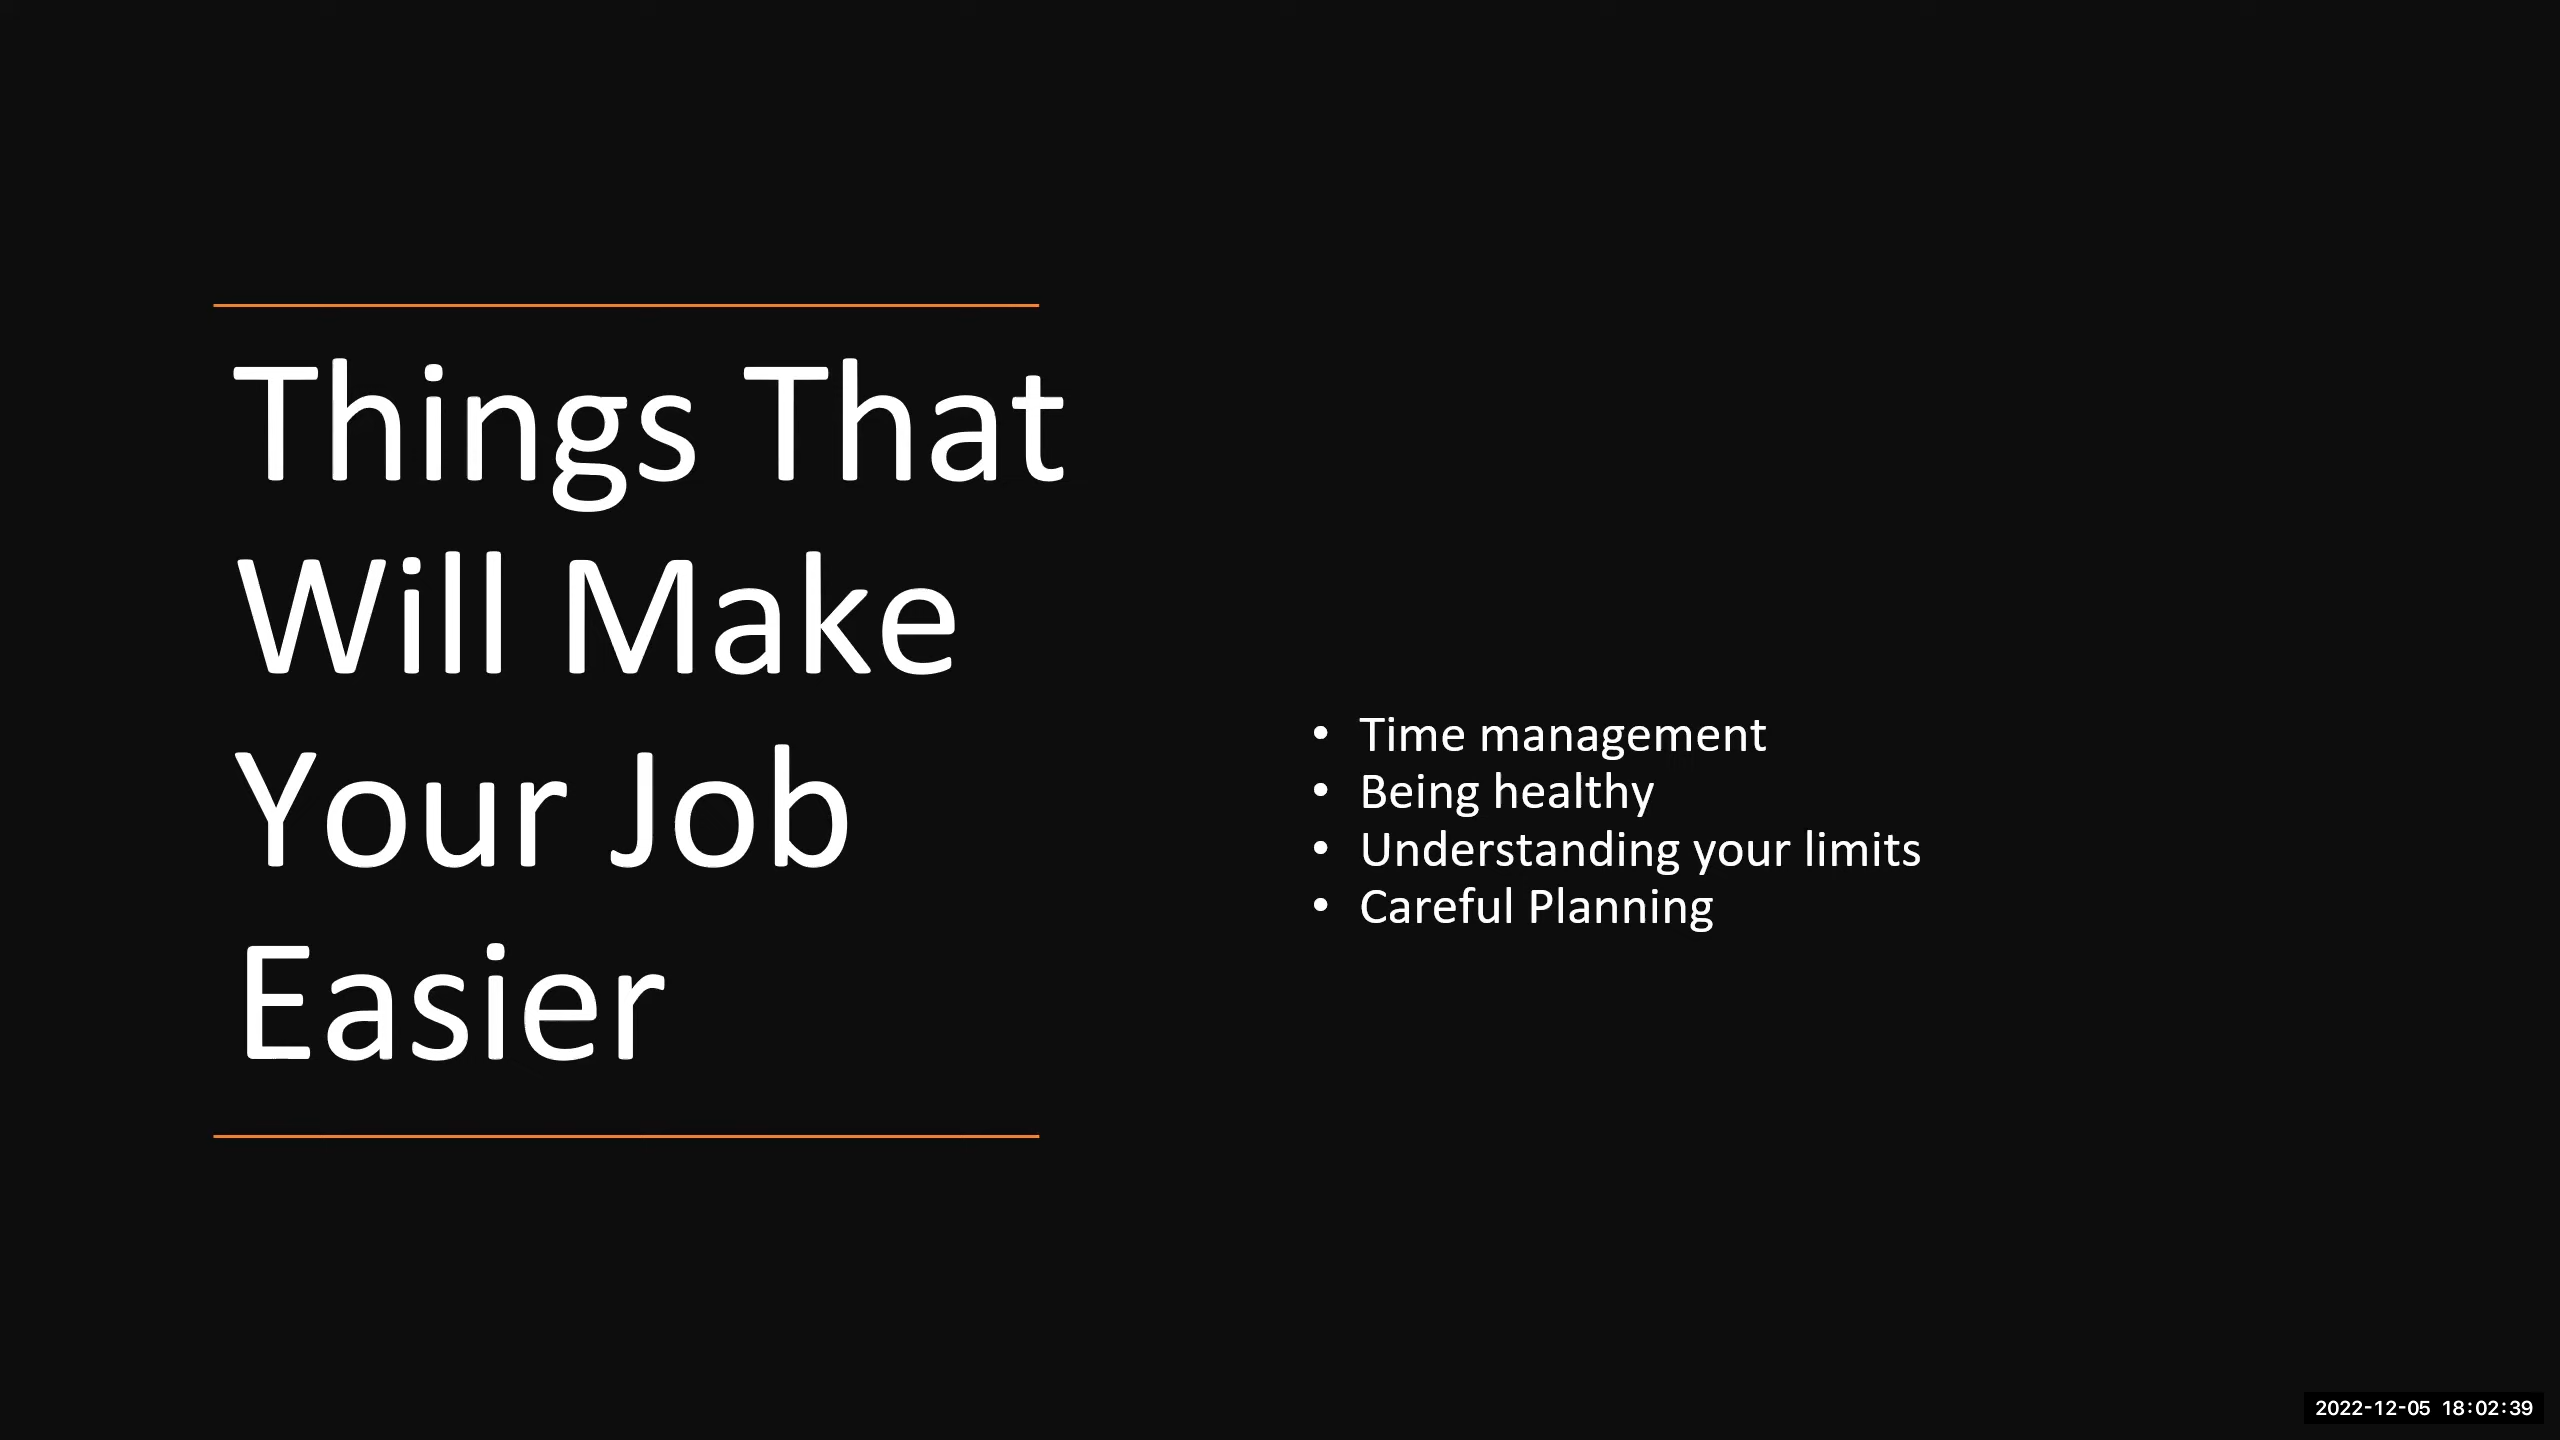 Things That
Will Make
Your Job
Easier
• Time management
• Being healthy
• Understanding your limits
• Careful Planning
2022-12-05 18:02:39